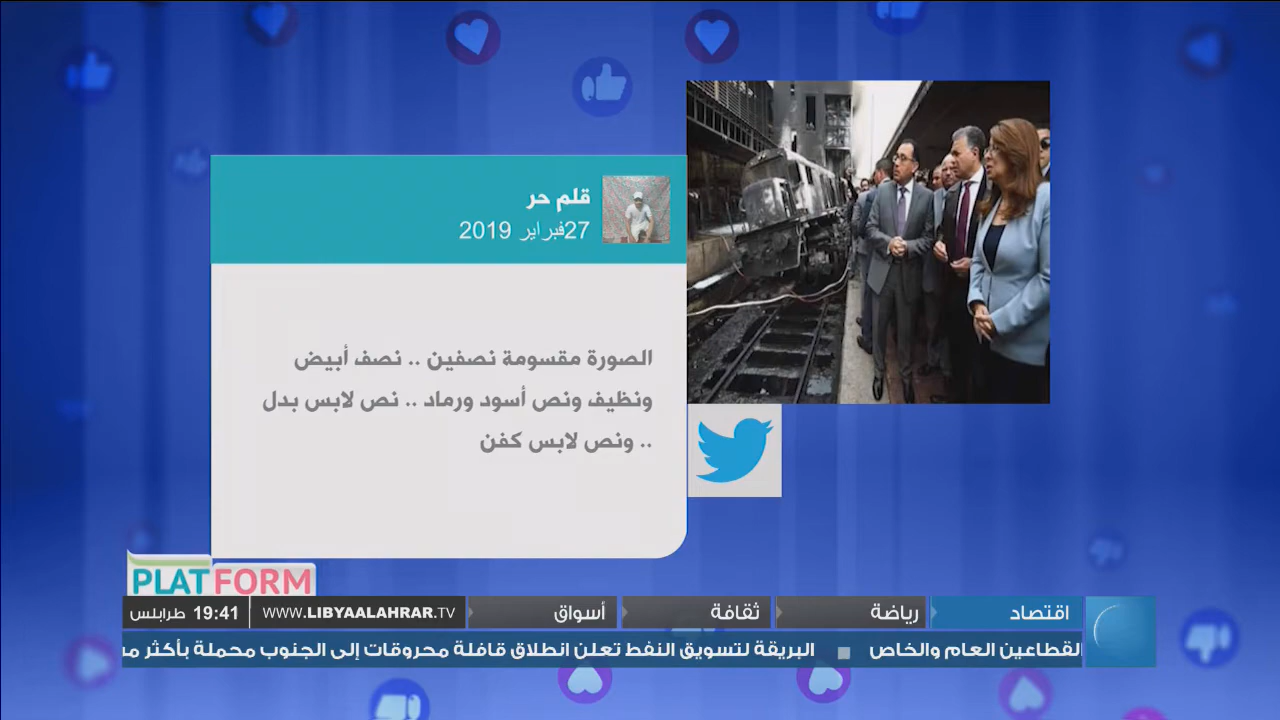 قلم حر
27فبراير 2019
الصورة مقسومة نصفين .. نصف أبيض
ونظيف ونص أسود ورماد .. نص لابس بدل
.. ونص لابس كفن
PLATFORM
اقتصاد
رياضة
ثقافة
أسواق
WWW.LIBYAALAHRAR.TV
19:41 طرابلس
القطاعين العام والخاص ■ البريقة لتسويق النفط تعلن انطلاق قافلة محروقات إلى الجنوب محملة بأكثر